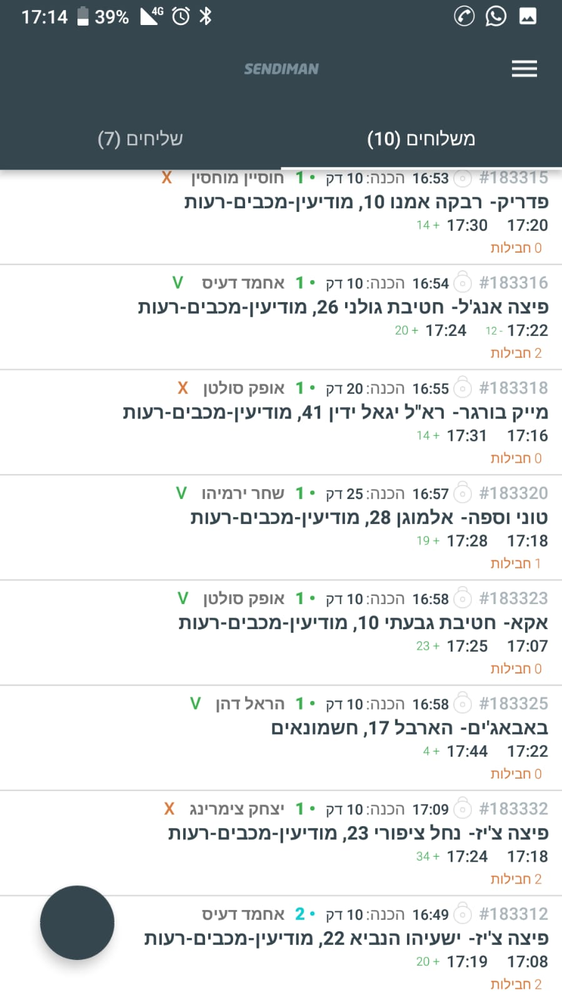 17:14 39% 4G
SENDIMAN
משלוחים (10) שליחים (7)
#183315 16:53 הכנה: 10 דק • 1 חוסיין מוחסין X
פדריק- רבקה אמנו 10, מודיעין-מכבים-רעות
17:20 17:30 + 14
0 חבילות
#183316 16:54 הכנה: 10 דק • 1 אחמד דעיס V
פיצה אנג'ל- חטיבת גולני 26, מודיעין-מכבים-רעות
17:22 - 12 17:24 + 20
2 חבילות
#183318 16:55 הכנה: 20 דק • 1 אופק סולטן X
מייק בורגר- רא"ל יגאל ידין 41, מודיעין-מכבים-רעות
17:16 17:31 + 14
0 חבילות
#183320 16:57 הכנה: 25 דק • 1 שחר ירמיהו V
טוני וספה- אלמוגן 28, מודיעין-מכבים-רעות
17:18 17:28 + 19
1 חבילות
#183323 16:58 הכנה: 10 דק • 1 אופק סולטן V
אקא- חטיבת גבעתי 10, מודיעין-מכבים-רעות
17:07 17:25 + 23
0 חבילות
#183325 16:58 הכנה: 10 דק • 1 הראל דהן V
באבאג'ים- הארבל 17, חשמונאים
17:22 17:44 + 4
0 חבילות
#183332 17:09 הכנה: 10 דק • 1 יצחק צימרינג X
פיצה צ'יז- נחל ציפורי 23, מודיעין-מכבים-רעות
17:18 17:24 + 34
2 חבילות
#183312 16:49 הכנה: 10 דק • 2 אחמד דעיס
פיצה צ'יז- ישעיהו הנביא 22, מודיעין-מכבים-רעות
17:08 17:19 + 20
2 חבילות